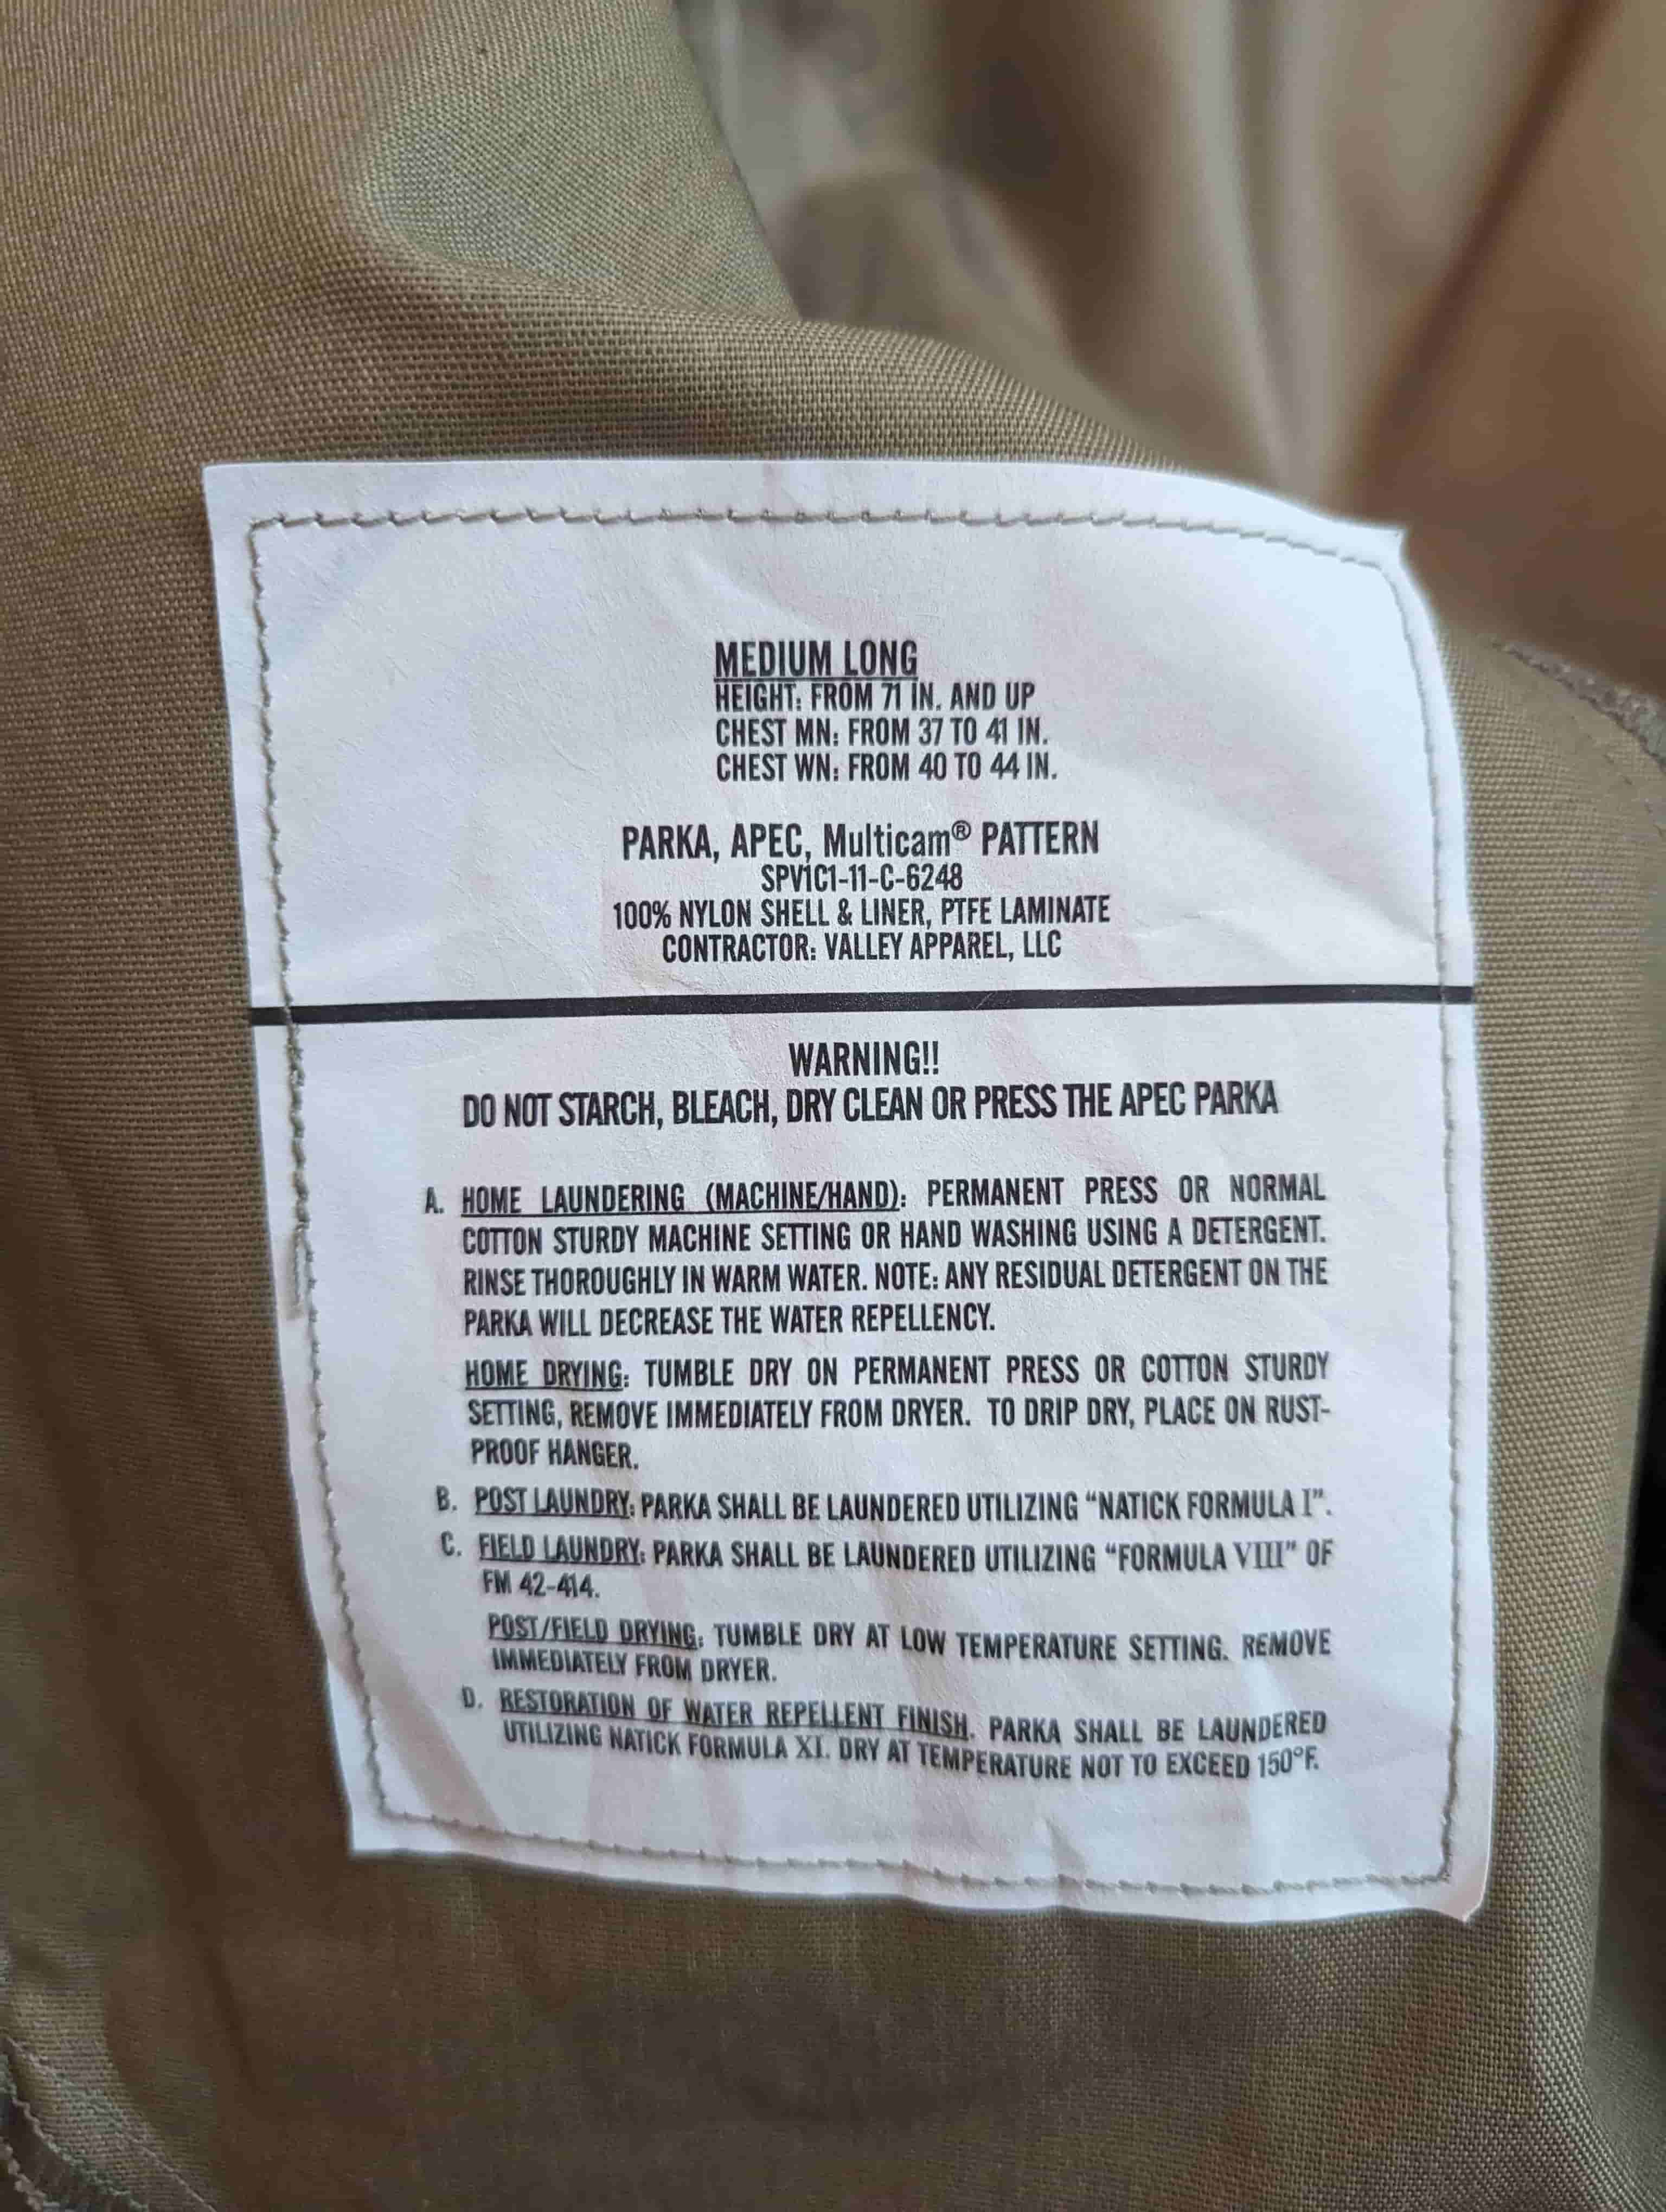 MEDIUM LONG
HEIGHT: FROM 71 IN. AND UP
CHEST MN: FROM 37 TO 41 IN.
CHEST WN: FROM 40 TO 44 IN.
PARKA, APEC, Multicam® PATTERN
SPV1C1-11-C-6248
100% NYLON SHELL & LINER, PTFE LAMINATE
CONTRACTOR: VALLEY APPAREL, LLC
WARNING!!
DO NOT STARCH, BLEACH, DRY CLEAN OR PRESS THE APEC PARKA
A. HOME LAUNDERING (MACHINE/HAND): PERMANENT PRESS OR NORMAL
COTTON STURDY MACHINE SETTING OR HAND WASHING USING A DETERGENT.
RINSE THOROUGHLY IN WARM WATER. NOTE: ANY RESIDUAL DETERGENT ON THE
PARKA WILL DECREASE THE WATER REPELLENCY.
HOME DRYING: TUMBLE DRY ON PERMANENT PRESS OR COTTON STURDY
SETTING, REMOVE IMMEDIATELY FROM DRYER. TO DRIP DRY, PLACE ON RUST-
PROOF HANGER.
B. POST LAUNDRY: PARKA SHALL BE LAUNDERED UTILIZING “NATICK FORMULA I”.
C. FIELD LAUNDRY: PARKA SHALL BE LAUNDERED UTILIZING “FORMULA VIII” OF
FM 42-414.
POST/FIELD DRYING: TUMBLE DRY AT LOW TEMPERATURE SETTING. REMOVE
IMMEDIATELY FROM DRYER.
D. RESTORATION OF WATER REPELLENT FINISH. PARKA SHALL BE LAUNDERED
UTILIZING NATICK FORMULA XI. DRY AT TEMPERATURE NOT TO EXCEED 150°F.